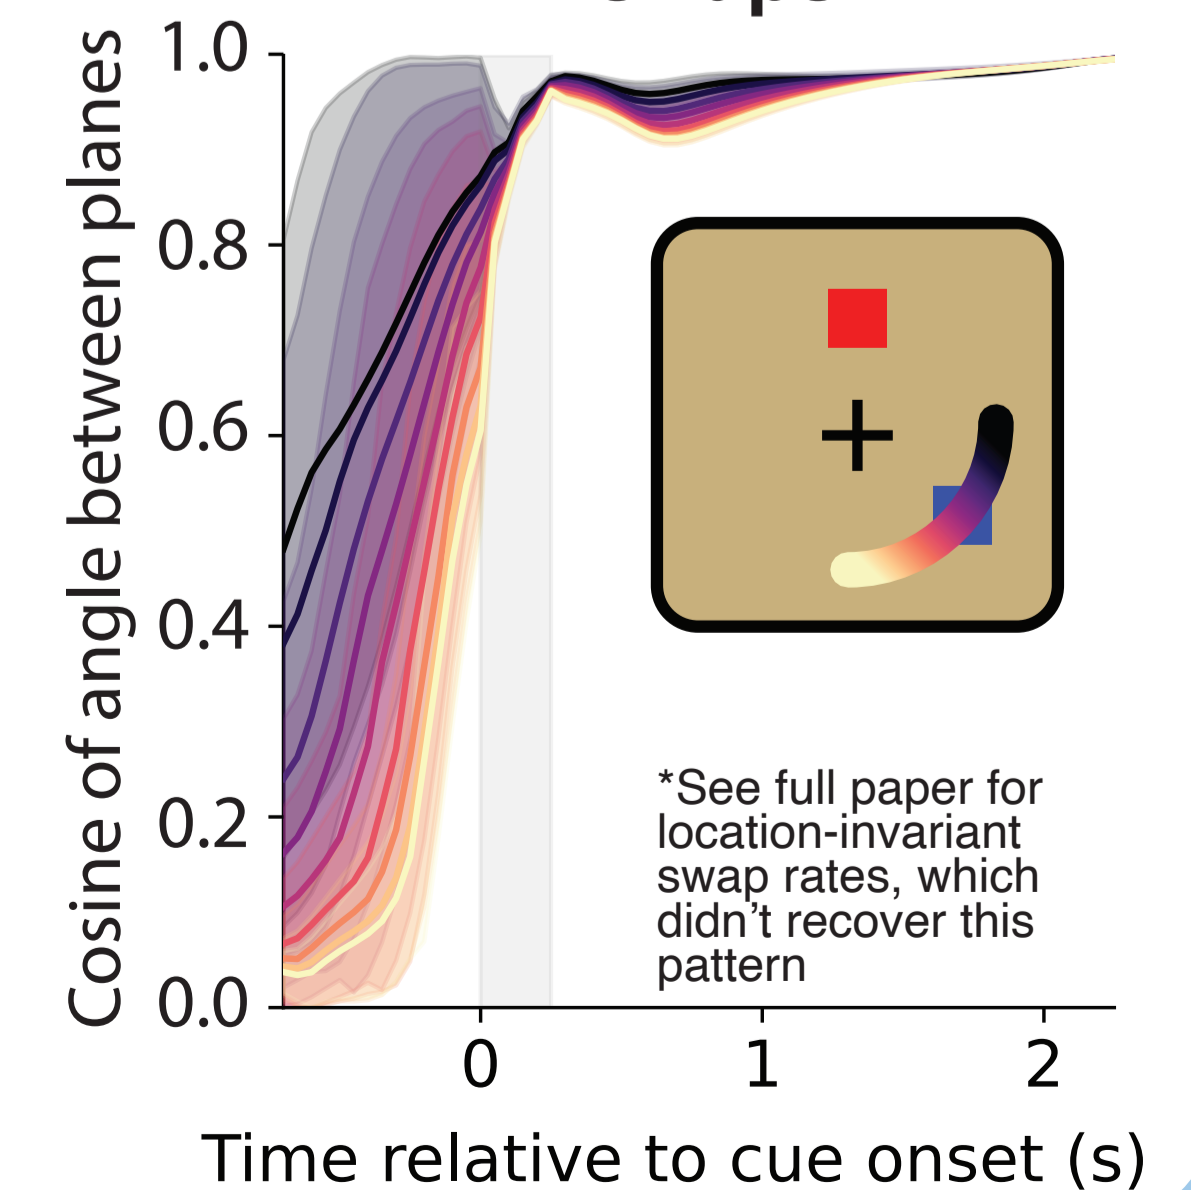 Cosine of angle between planes
1.0
0.8
0.6
0.4
0.2
0.0
*See full paper for
location-invariant
swap rates, which
didn’t recover this
pattern
0 1 2
Time relative to cue onset (s)